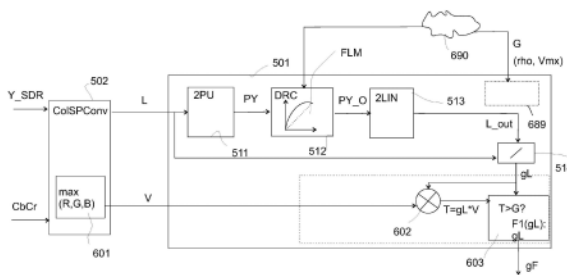 690
G
(rho, Vmx)
FLM
501
502
Y_SDR
ColSPConv
L
2PU
PY
DRC
PY_O
2LIN
513
689
L_out
511
512
/
51
gL
max
(R,G,B)
V
CbCr
601
602
T=gL*V
T>G?
F1(gL):
gL
603
gF